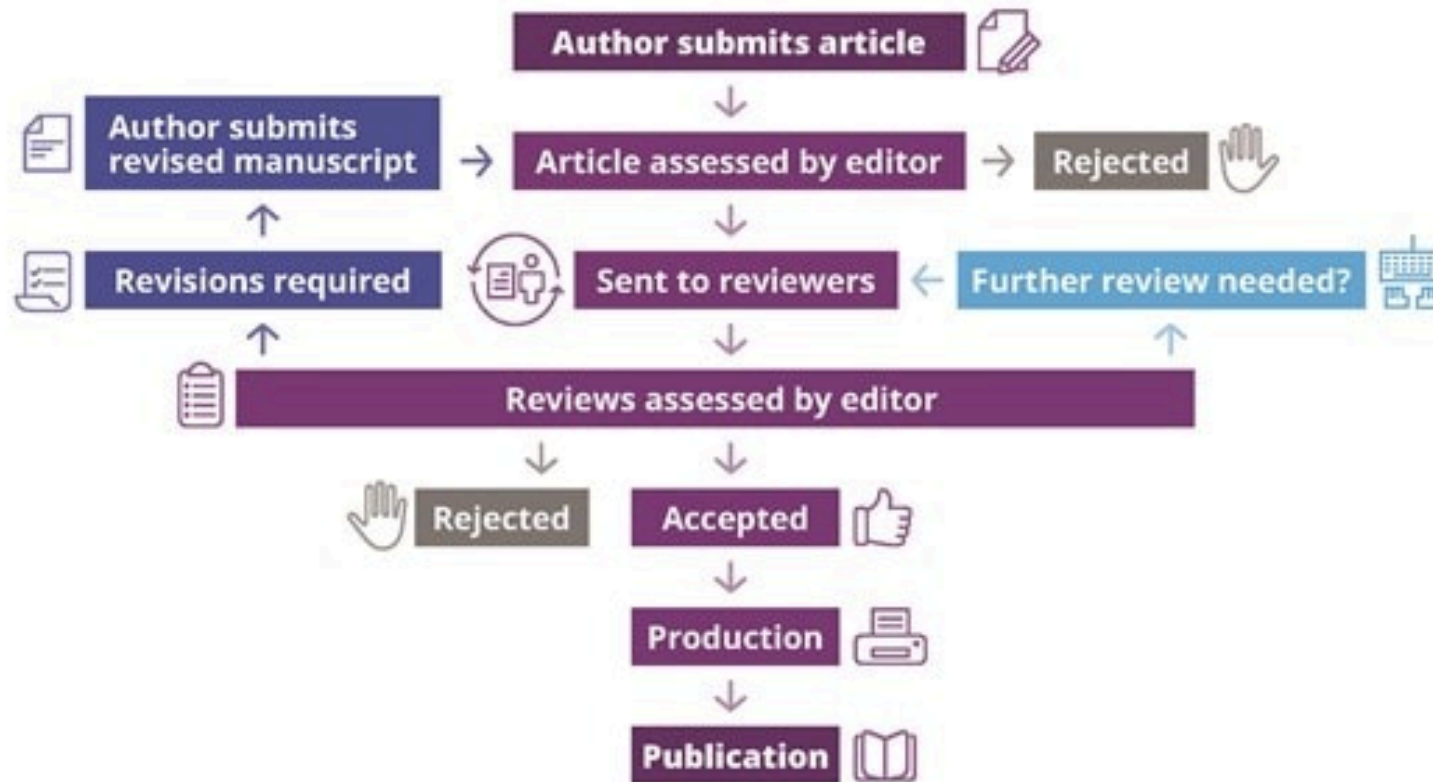 Author submits article
Author submits
revised manuscript
Article assessed by editor
Rejected
Revisions required
Sent to reviewers
Further review needed?
Reviews assessed by editor
Rejected
Accepted
Production
Publication